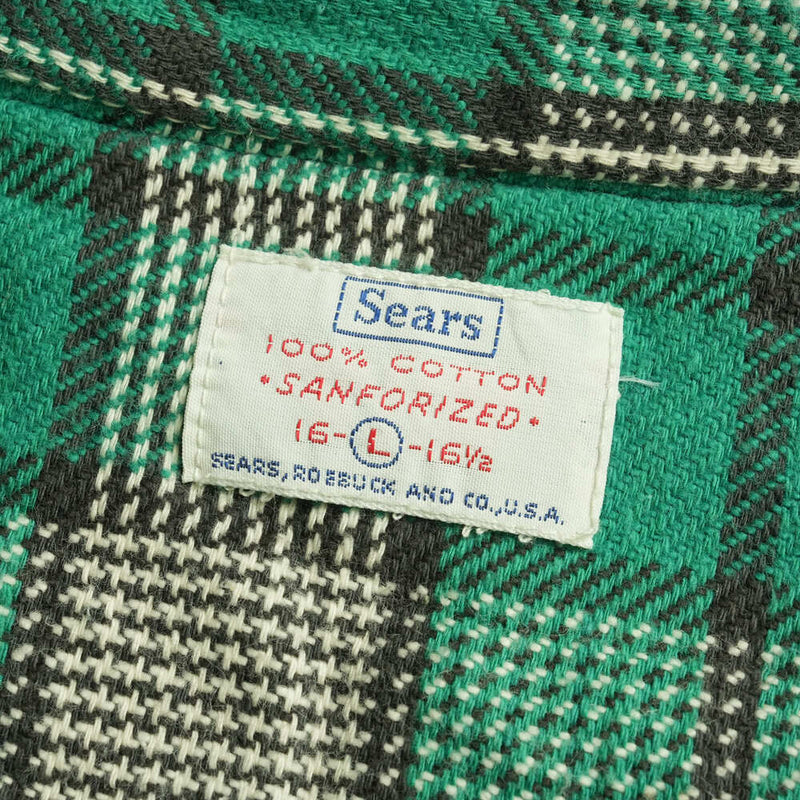 Sears
100% COTTON
•SANFORIZED•
16-L-16½
SEARS, ROEBUCK AND CO., U.S.A.